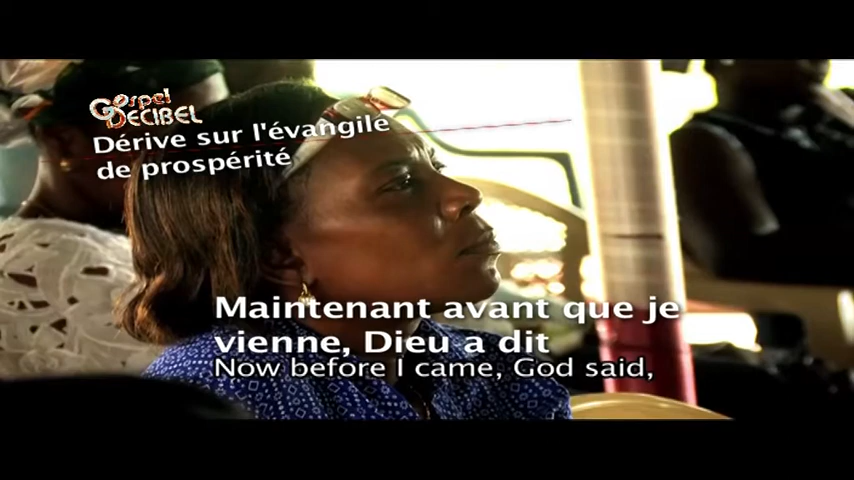 Gospel
DECIBEL
Dérive sur l'évangile
de prospérité
Maintenant avant que je
vienne, Dieu a dit
Now before I came, God said,